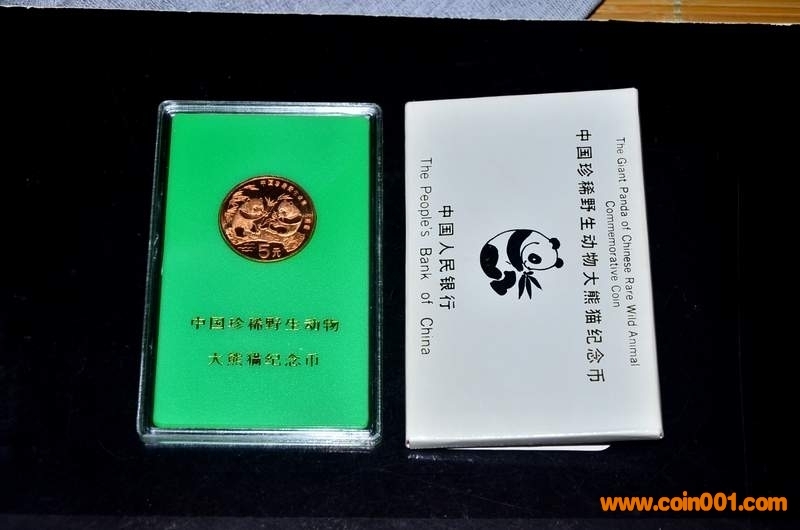 5元
中国珍稀野生动物
大熊猫纪念币
The Giant Panda of Chinese Rare Wild Animal
Commemorative Coin
中国珍稀野生动物大熊猫纪念币
中国人民银行
The People's Bank of China
www.coin001.com